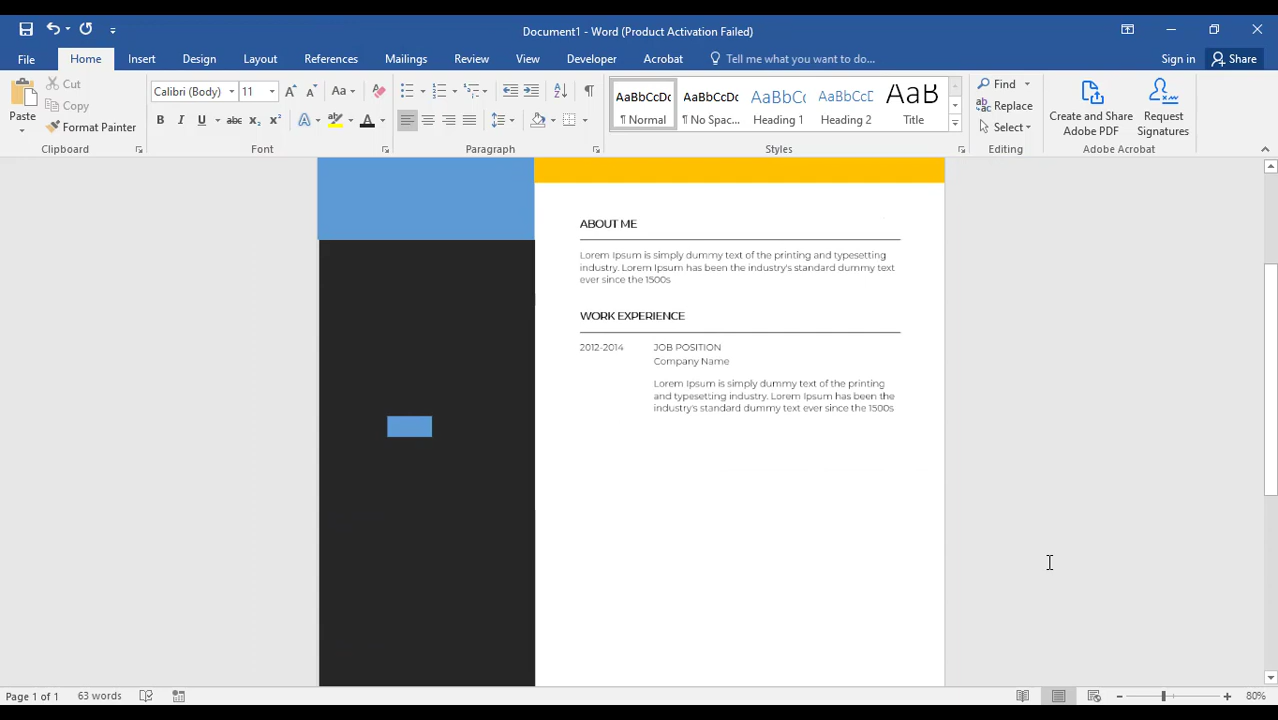 Document1 - Word (Product Activation Failed)
File Home Insert Design Layout References Mailings Review View Developer Acrobat Tell me what you want to do... Sign in Share
Paste
Cut
Copy
Format Painter
Clipboard
Calibri (Body) 11
Font
Paragraph
AaBbCcDc AaBbCcDc AaBbC AaBbCcD AaB
¶ Normal ¶ No Spac... Heading 1 Heading 2 Title
Styles
Find
Replace
Select
Editing
Create and Share
Adobe PDF
Request
Signatures
Adobe Acrobat
ABOUT ME
Lorem Ipsum is simply dummy text of the printing and typesetting
industry. Lorem Ipsum has been the industry's standard dummy text
ever since the 1500s
WORK EXPERIENCE
2012-2014 JOB POSITION
Company Name
Lorem Ipsum is simply dummy text of the printing
and typesetting industry. Lorem Ipsum has been the
industry's standard dummy text ever since the 1500s
Page 1 of 1 63 words 80%